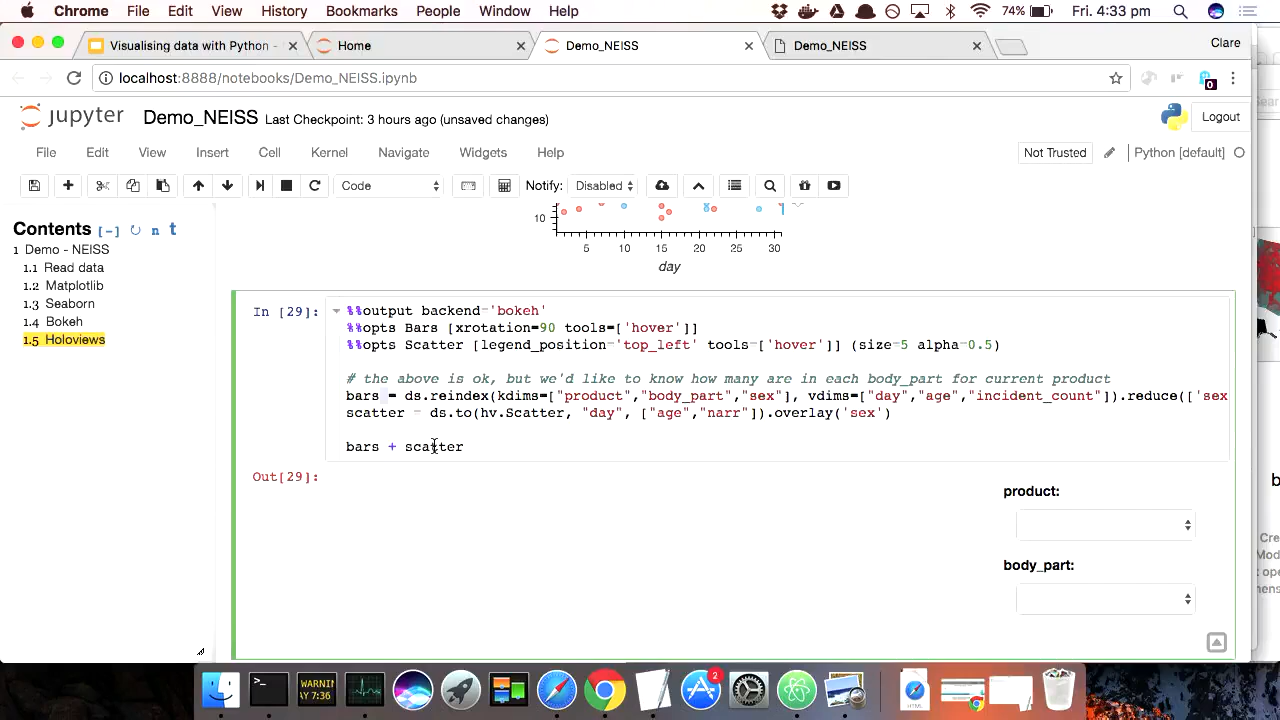 Chrome File Edit View History Bookmarks People Window Help 74% Fri. 4:33 pm
Visualising data with Python - Home Demo_NEISS Demo_NEISS Clare
localhost:8888/notebooks/Demo_NEISS.ipynb
0
jupyter Demo_NEISS Last Checkpoint: 3 hours ago (unsaved changes) Logout
File Edit View Insert Cell Kernel Navigate Widgets Help Not Trusted Python [default]
Code Notify: Disabled
Contents [-] n t
1 Demo - NEISS
1.1 Read data
1.2 Matplotlib
1.3 Seaborn
1.4 Bokeh
1.5 Holoviews
10
5 10 15 20 25 30
day
In [29]:
%%output backend='bokeh'
%%opts Bars [xrotation=90 tools=['hover']]
%%opts Scatter [legend_position='top_left' tools=['hover']] (size=5 alpha=0.5)
# the above is ok, but we'd like to know how many are in each body_part for current product
bars = ds.reindex(kdims=["product","body_part","sex"], vdims=["day","age","incident_count"]).reduce(['sex
scatter = ds.to(hv.Scatter, "day", ["age","narr"]).overlay('sex')
bars + scatter
Out[29]:
product:
body_part:
WARNIN
Y 7:36
2